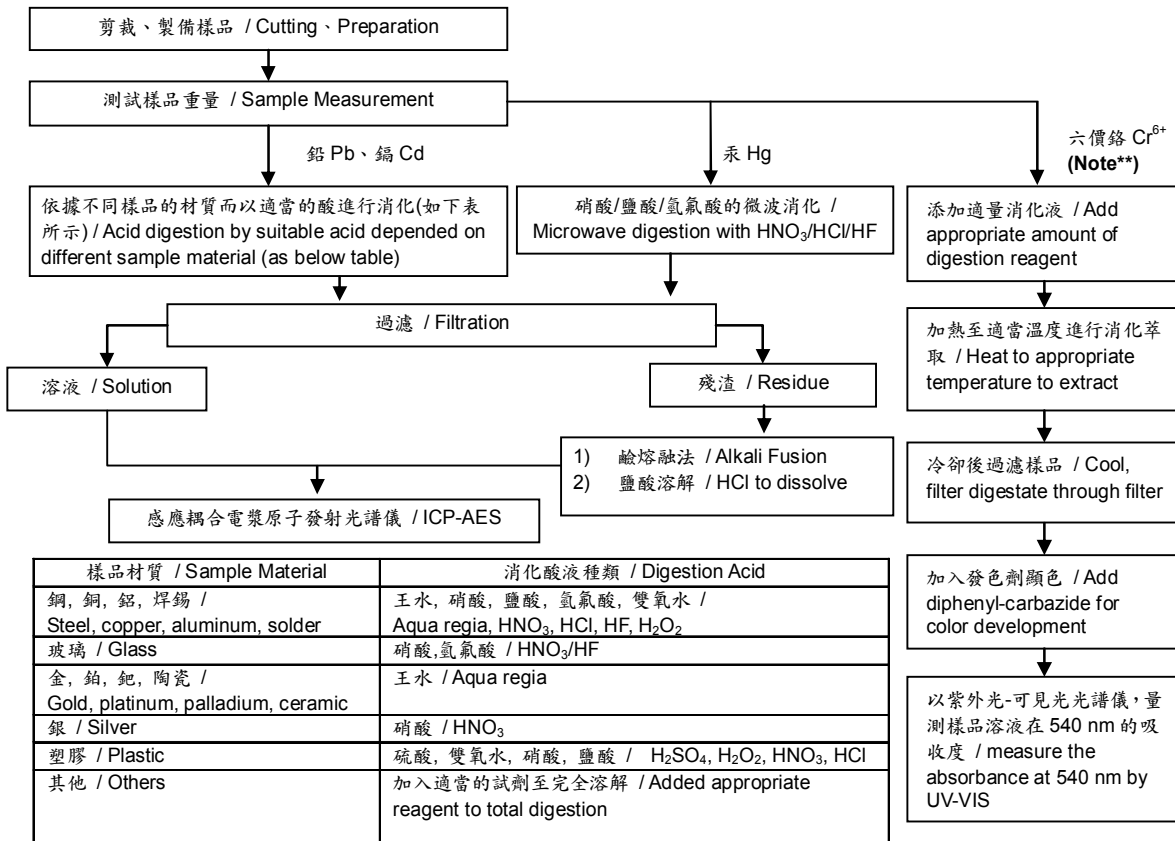 剪裁、製備樣品 / Cutting、Preparation
測試樣品重量 / Sample Measurement
鉛 Pb、鎘 Cd
汞 Hg
六價鉻 Cr6+
(Note**)
依據不同樣品的材質而以適當的酸進行消化(如下表
所示) / Acid digestion by suitable acid depended on
different sample material (as below table)
硝酸/鹽酸/氫氟酸的微波消化 /
Microwave digestion with HNO3/HCl/HF
添加適量消化液 / Add
appropriate amount of
digestion reagent
過濾 / Filtration
加熱至適當溫度進行消化萃
取 / Heat to appropriate
temperature to extract
溶液 / Solution
殘渣 / Residue
1) 鹼熔融法 / Alkali Fusion
2) 鹽酸溶解 / HCl to dissolve
冷卻後過濾樣品 / Cool,
filter digestate through filter
感應耦合電漿原子發射光譜儀 / ICP-AES
加入發色劑顯色 / Add
diphenyl-carbazide for
color development
以紫外光-可見光光譜儀，量
測樣品溶液在 540 nm 的吸
收度 / measure the
absorbance at 540 nm by
UV-VIS
樣品材質 / Sample Material
消化酸液種類 / Digestion Acid
鋼, 銅, 鋁, 焊錫 /
Steel, copper, aluminum, solder
王水, 硝酸, 鹽酸, 氫氟酸, 雙氧水 /
Aqua regia, HNO3, HCl, HF, H2O2
玻璃 / Glass
硝酸,氫氟酸 / HNO3/HF
金, 鉑, 鈀, 陶瓷 /
Gold, platinum, palladium, ceramic
王水 / Aqua regia
銀 / Silver
硝酸 / HNO3
塑膠 / Plastic
硫酸, 雙氧水, 硝酸, 鹽酸 / H2SO4, H2O2, HNO3, HCl
其他 / Others
加入適當的試劑至完全溶解 / Added appropriate
reagent to total digestion